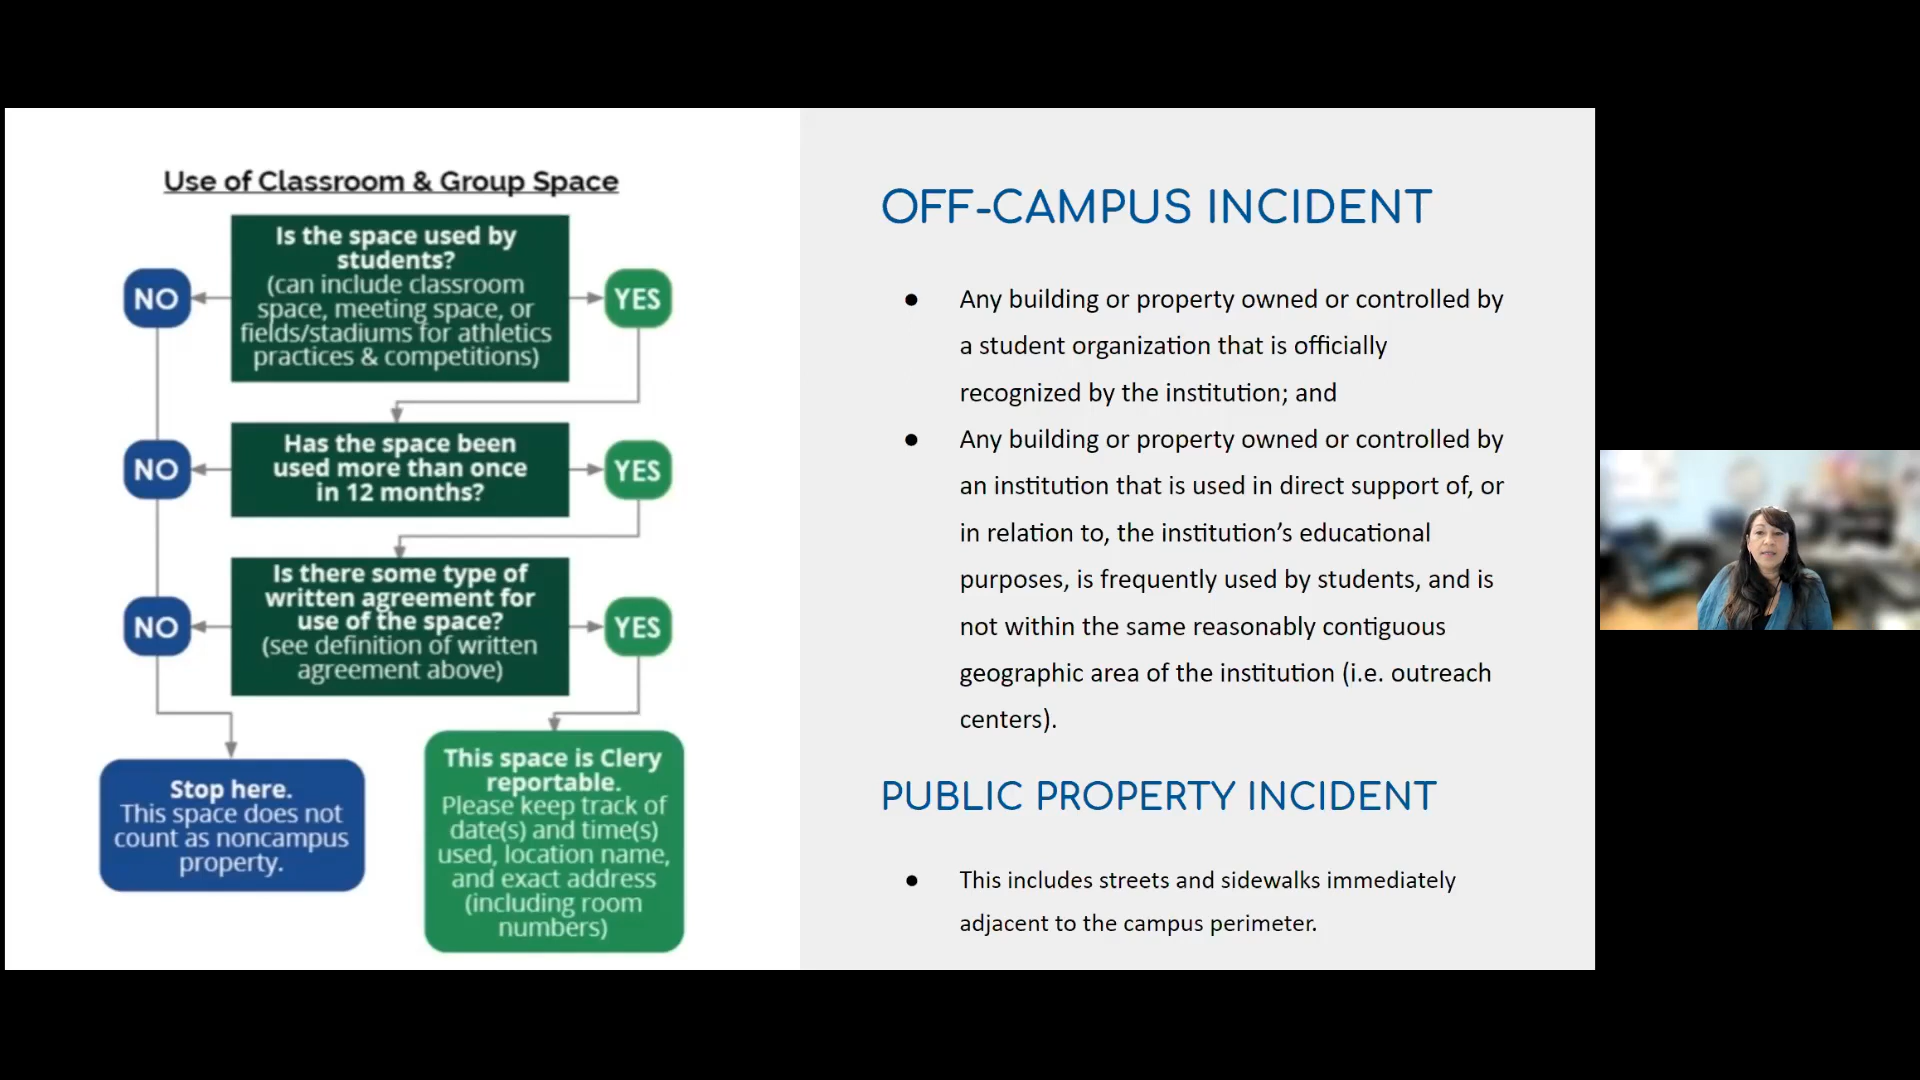 Use of Classroom & Group Space
Is the space used by
students?
(can include classroom
space, meeting space, or
fields/stadiums for athletics
practices & competitions)
NO
YES
Has the space been
used more than once
in 12 months?
NO
YES
Is there some type of
written agreement for
use of the space?
(see definition of written
agreement above)
NO
YES
Stop here.
This space does not
count as noncampus
property.
This space is Clery
reportable.
Please keep track of
date(s) and time(s)
used, location name,
and exact address
(including room
numbers)
OFF-CAMPUS INCIDENT
● Any building or property owned or controlled by
a student organization that is officially
recognized by the institution; and
● Any building or property owned or controlled by
an institution that is used in direct support of, or
in relation to, the institution’s educational
purposes, is frequently used by students, and is
not within the same reasonably contiguous
geographic area of the institution (i.e. outreach
centers).
PUBLIC PROPERTY INCIDENT
● This includes streets and sidewalks immediately
adjacent to the campus perimeter.